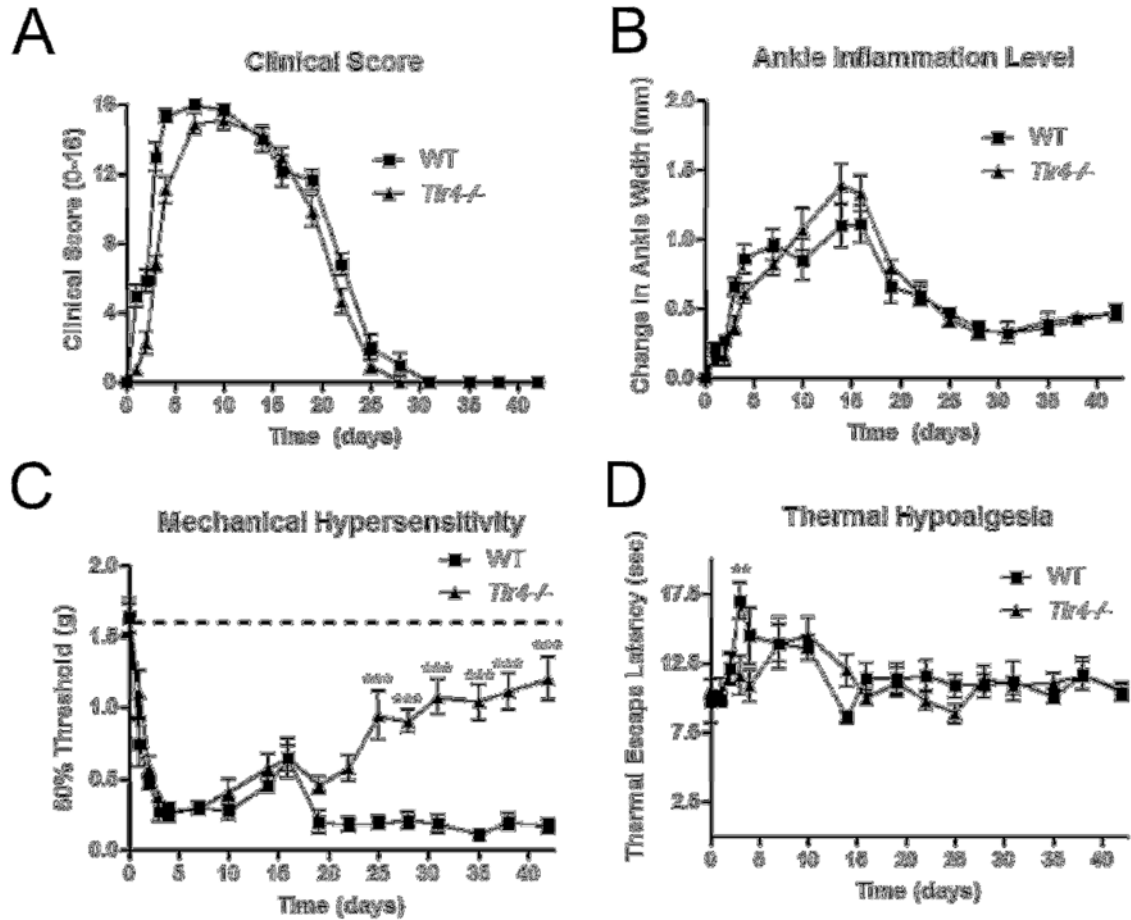 A
Clinical Score
Clinical Score (0-16)
16
12
8
4
0
0 5 10 15 20 25 30 35 40
Time (days)
WT
Tlr4-/-
B
Ankle Inflammation Level
Change in Ankle Width (mm)
2.0
1.5
1.0
0.5
0.0
0 5 10 15 20 25 30 35 40
Time (days)
WT
Tlr4-/-
C
Mechanical Hypersensitivity
50% Threshold (g)
2.0
1.5
1.0
0.5
0.0
0 5 10 15 20 25 30 35 40
Time (days)
WT
Tlr4-/-
*** *** *** *** *** ***
D
Thermal Hypoalgesia
Thermal Escape Latency (sec)
17.5
12.5
7.5
2.5
0 5 10 15 20 25 30 35 40
Time (days)
WT
Tlr4-/-
**